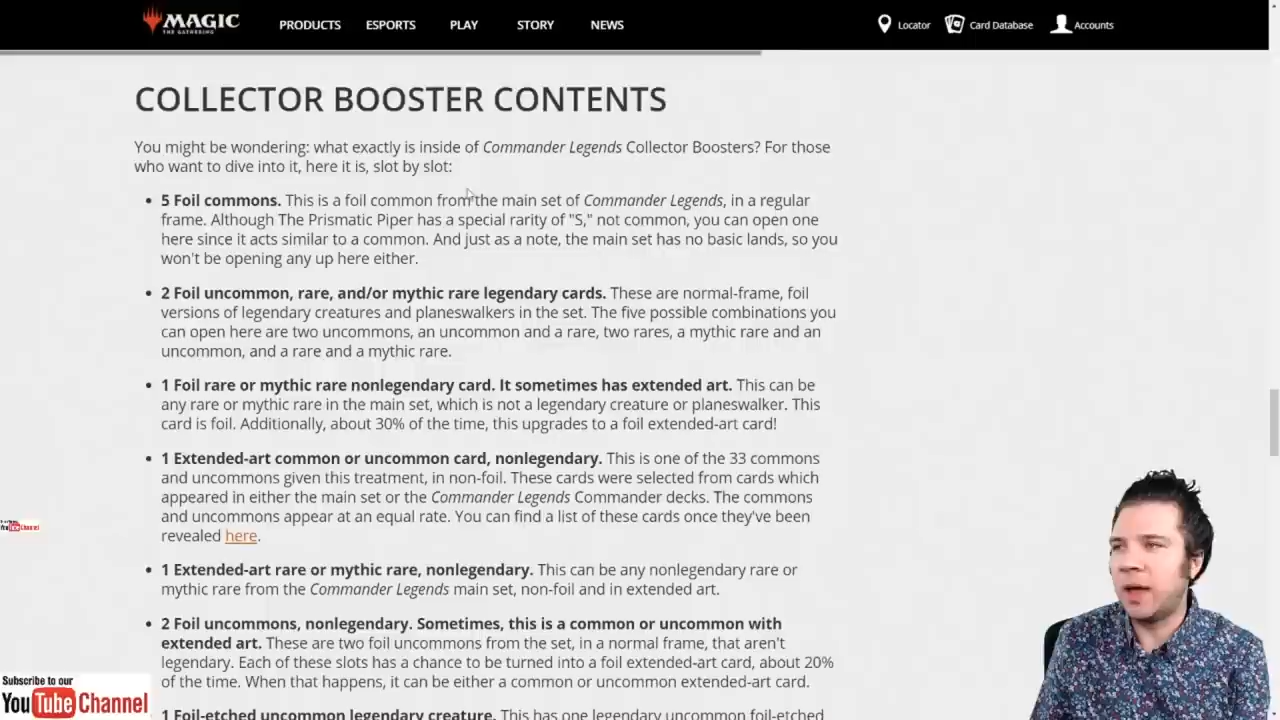 MAGIC
THE GATHERING
PRODUCTS ESPORTS PLAY STORY NEWS
Locator Card Database Accounts
COLLECTOR BOOSTER CONTENTS
You might be wondering: what exactly is inside of Commander Legends Collector Boosters? For those
who want to dive into it, here it is, slot by slot:
• 5 Foil commons. This is a foil common from the main set of Commander Legends, in a regular
frame. Although The Prismatic Piper has a special rarity of "S," not common, you can open one
here since it acts similar to a common. And just as a note, the main set has no basic lands, so you
won't be opening any up here either.
• 2 Foil uncommon, rare, and/or mythic rare legendary cards. These are normal-frame, foil
versions of legendary creatures and planeswalkers in the set. The five possible combinations you
can open here are two uncommons, an uncommon and a rare, two rares, a mythic rare and an
uncommon, and a rare and a mythic rare.
• 1 Foil rare or mythic rare nonlegendary card. It sometimes has extended art. This can be
any rare or mythic rare in the main set, which is not a legendary creature or planeswalker. This
card is foil. Additionally, about 30% of the time, this upgrades to a foil extended-art card!
• 1 Extended-art common or uncommon card, nonlegendary. This is one of the 33 commons
and uncommons given this treatment, in non-foil. These cards were selected from cards which
appeared in either the main set or the Commander Legends Commander decks. The commons
and uncommons appear at an equal rate. You can find a list of these cards once they've been
revealed here.
• 1 Extended-art rare or mythic rare, nonlegendary. This can be any nonlegendary rare or
mythic rare from the Commander Legends main set, non-foil and in extended art.
• 2 Foil uncommons, nonlegendary. Sometimes, this is a common or uncommon with
extended art. These are two foil uncommons from the set, in a normal frame, that aren't
legendary. Each of these slots has a chance to be turned into a foil extended-art card, about 20%
of the time. When that happens, it can be either a common or uncommon extended-art card.
• 1 Foil-etched uncommon legendary creature. This has one legendary uncommon foil-etched
Subscribe to our
YouTube Channel